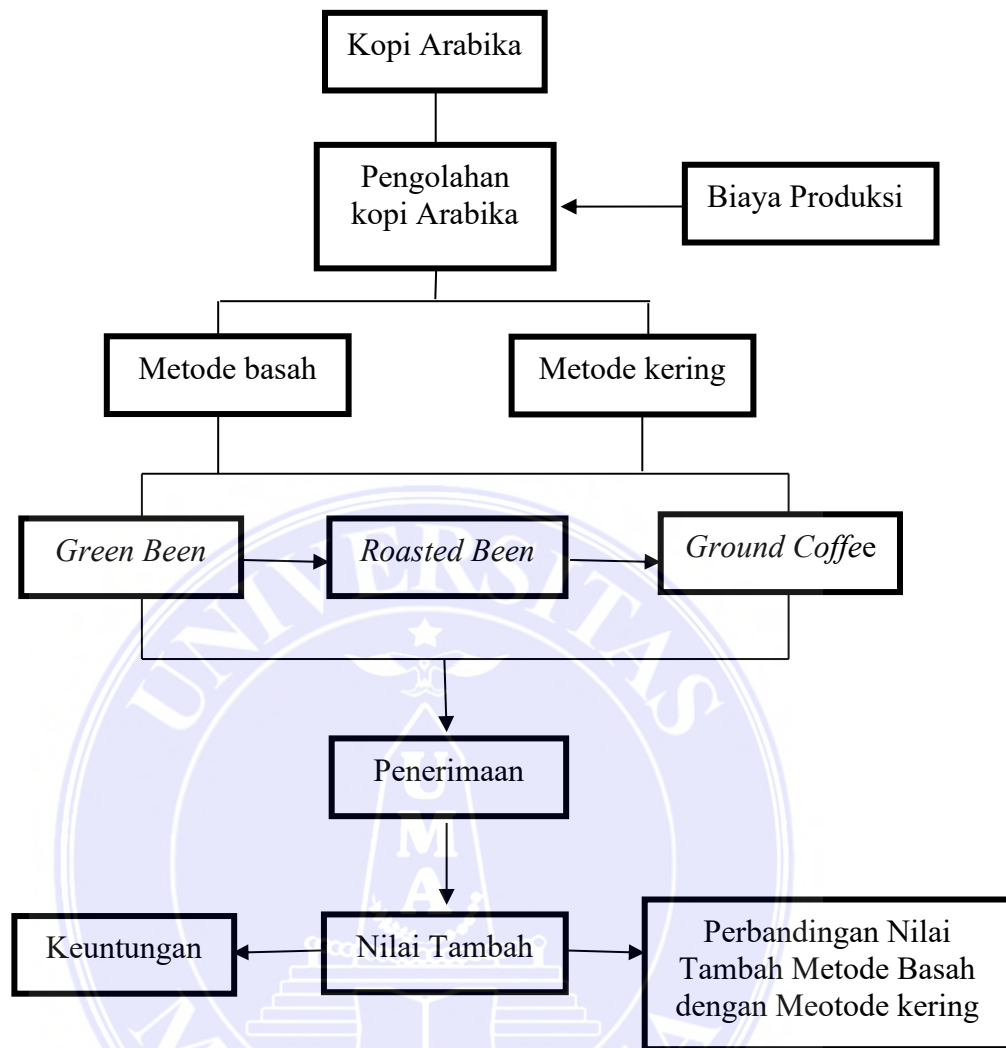 Kopi Arabika
Pengolahan
kopi Arabika
Biaya Produksi
Metode basah
Metode kering
Green Been
Roasted Been
Ground Coffee
UNIVERSITAS
Penerimaan
U
M
A
Keuntungan
Nilai Tambah
Perbandingan Nilai
Tambah Metode Basah
dengan Meotode kering